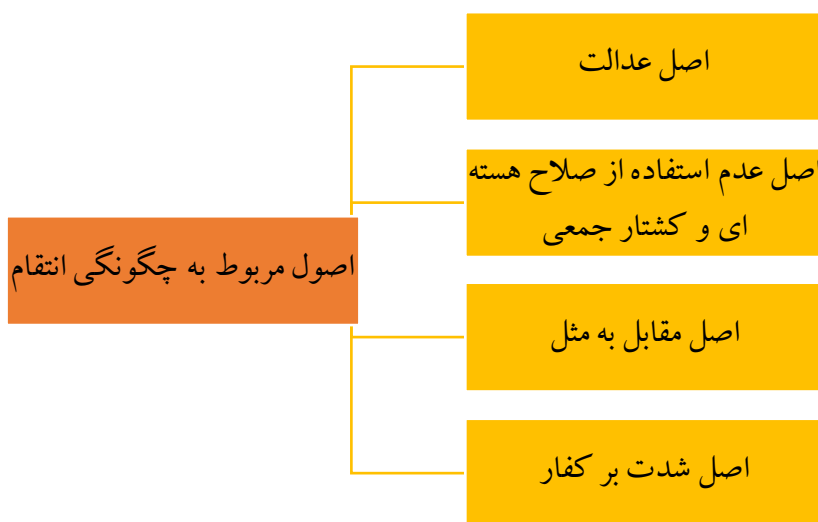 اصل عدالت
اصل عدم استفاده از صلاح هسته
ای و کشتار جمعی
اصول مربوط به چگونگی انتقام
اصل مقابل به مثل
اصل شدت بر کفار